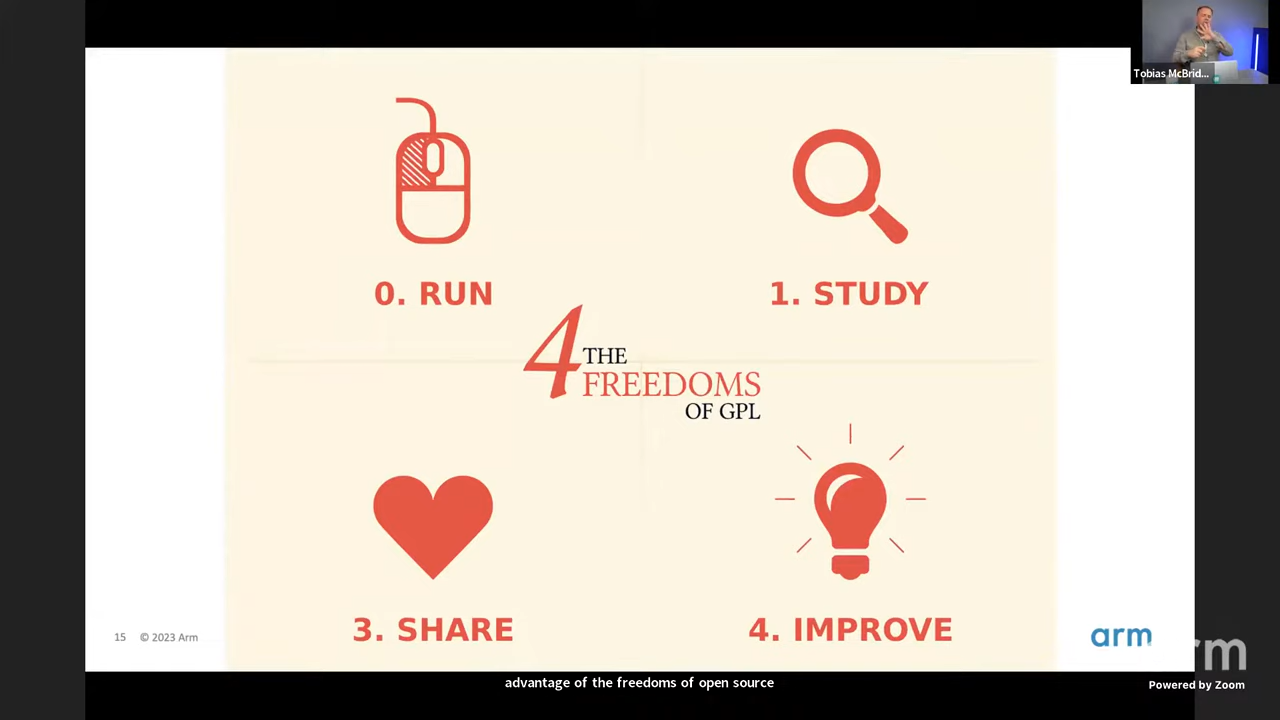 Tobias McBrid...
0. RUN
1. STUDY
4 THE
FREEDOMS
OF GPL
3. SHARE
4. IMPROVE
15 © 2023 Arm
arm
rm
advantage of the freedoms of open source
Powered by Zoom